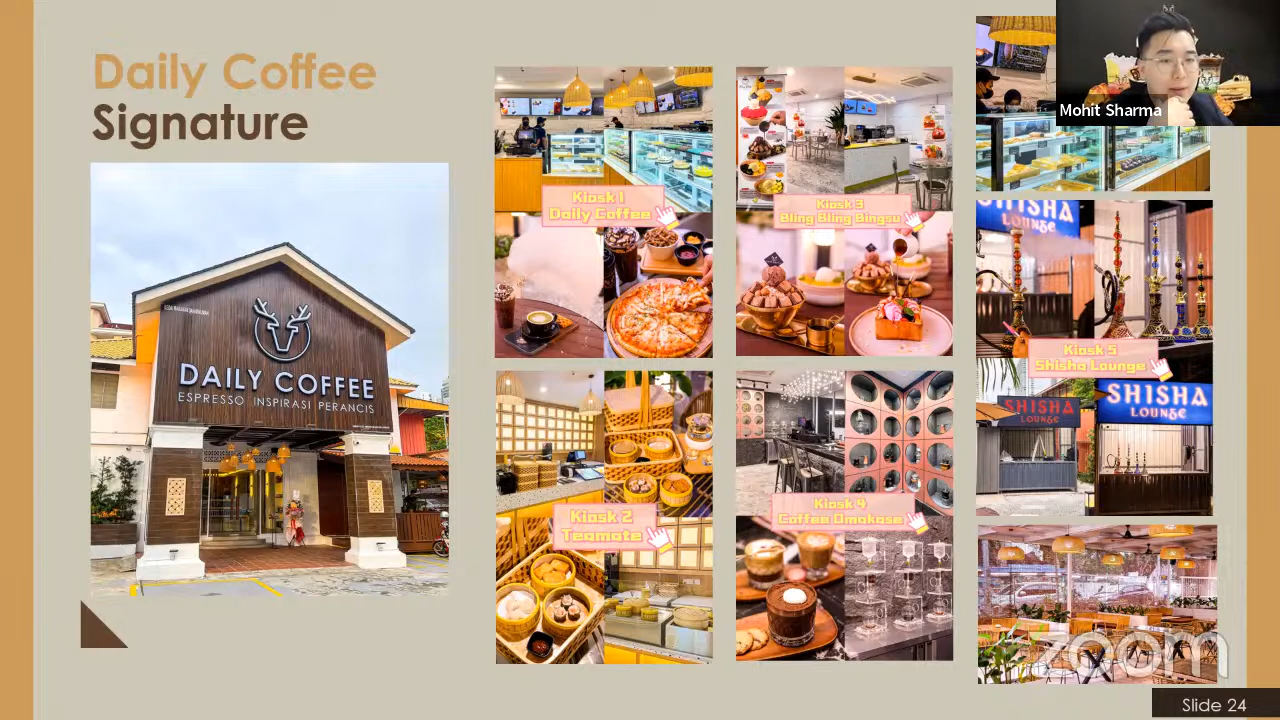 Daily Coffee
Signature
DAILY COFFEE
ESPRESSO INSPIRASI PERANCIS
Kiosk 1
Daily Coffee
Kiosk 2
Teamate
Kiosk 3
Bling Bling Bingsu
Kiosk 4
Coffee Omakase
SHISHA
LOUNGE
Kiosk 5
Shisha Lounge
SHISHA
LOUNGE
SHISHA
LOUNGE
Mohit Sharma
zoom
Slide 24